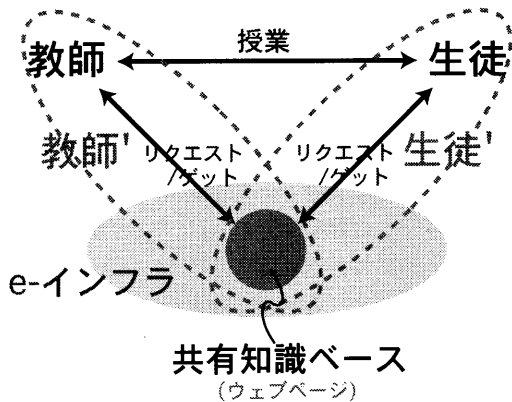 授業
教師
生徒
教師'
リクエスト
/ゲット
リクエスト
/ゲット
生徒'
e-インフラ
共有知識ベース
(ウェブページ)